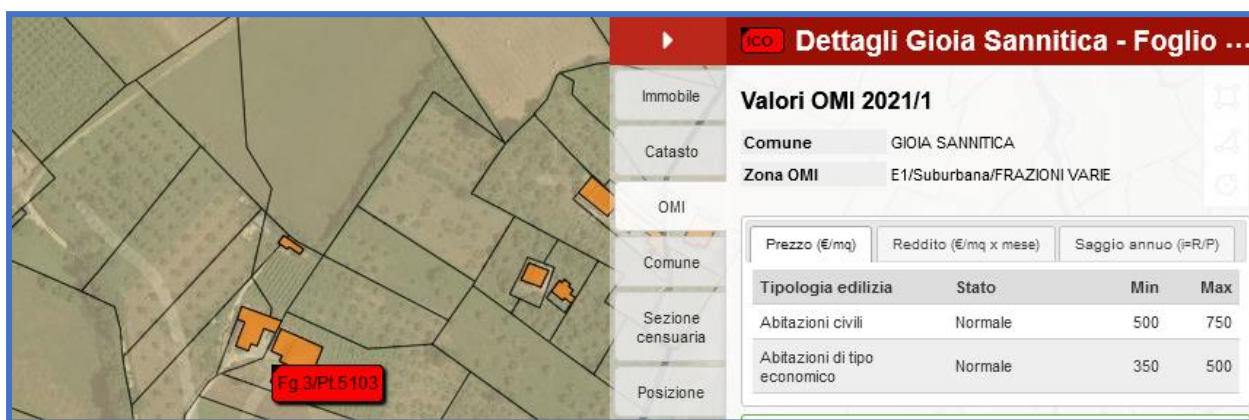 Fg.3/Pt.5103
Immobile
Catasto
OMI
Comune
Sezione
censuaria
Posizione
ico Dettagli Gioia Sannitica - Foglio ...
Valori OMI 2021/1
Comune GIOIA SANNITICA
Zona OMI E1/Suburbana/FRAZIONI VARIE
Prezzo (€/mq) Reddito (€/mq x mese) Saggio annuo (i=R/P)
Tipologia edilizia Stato Min Max
Abitazioni civili Normale 500 750
Abitazioni di tipo
economico Normale 350 500